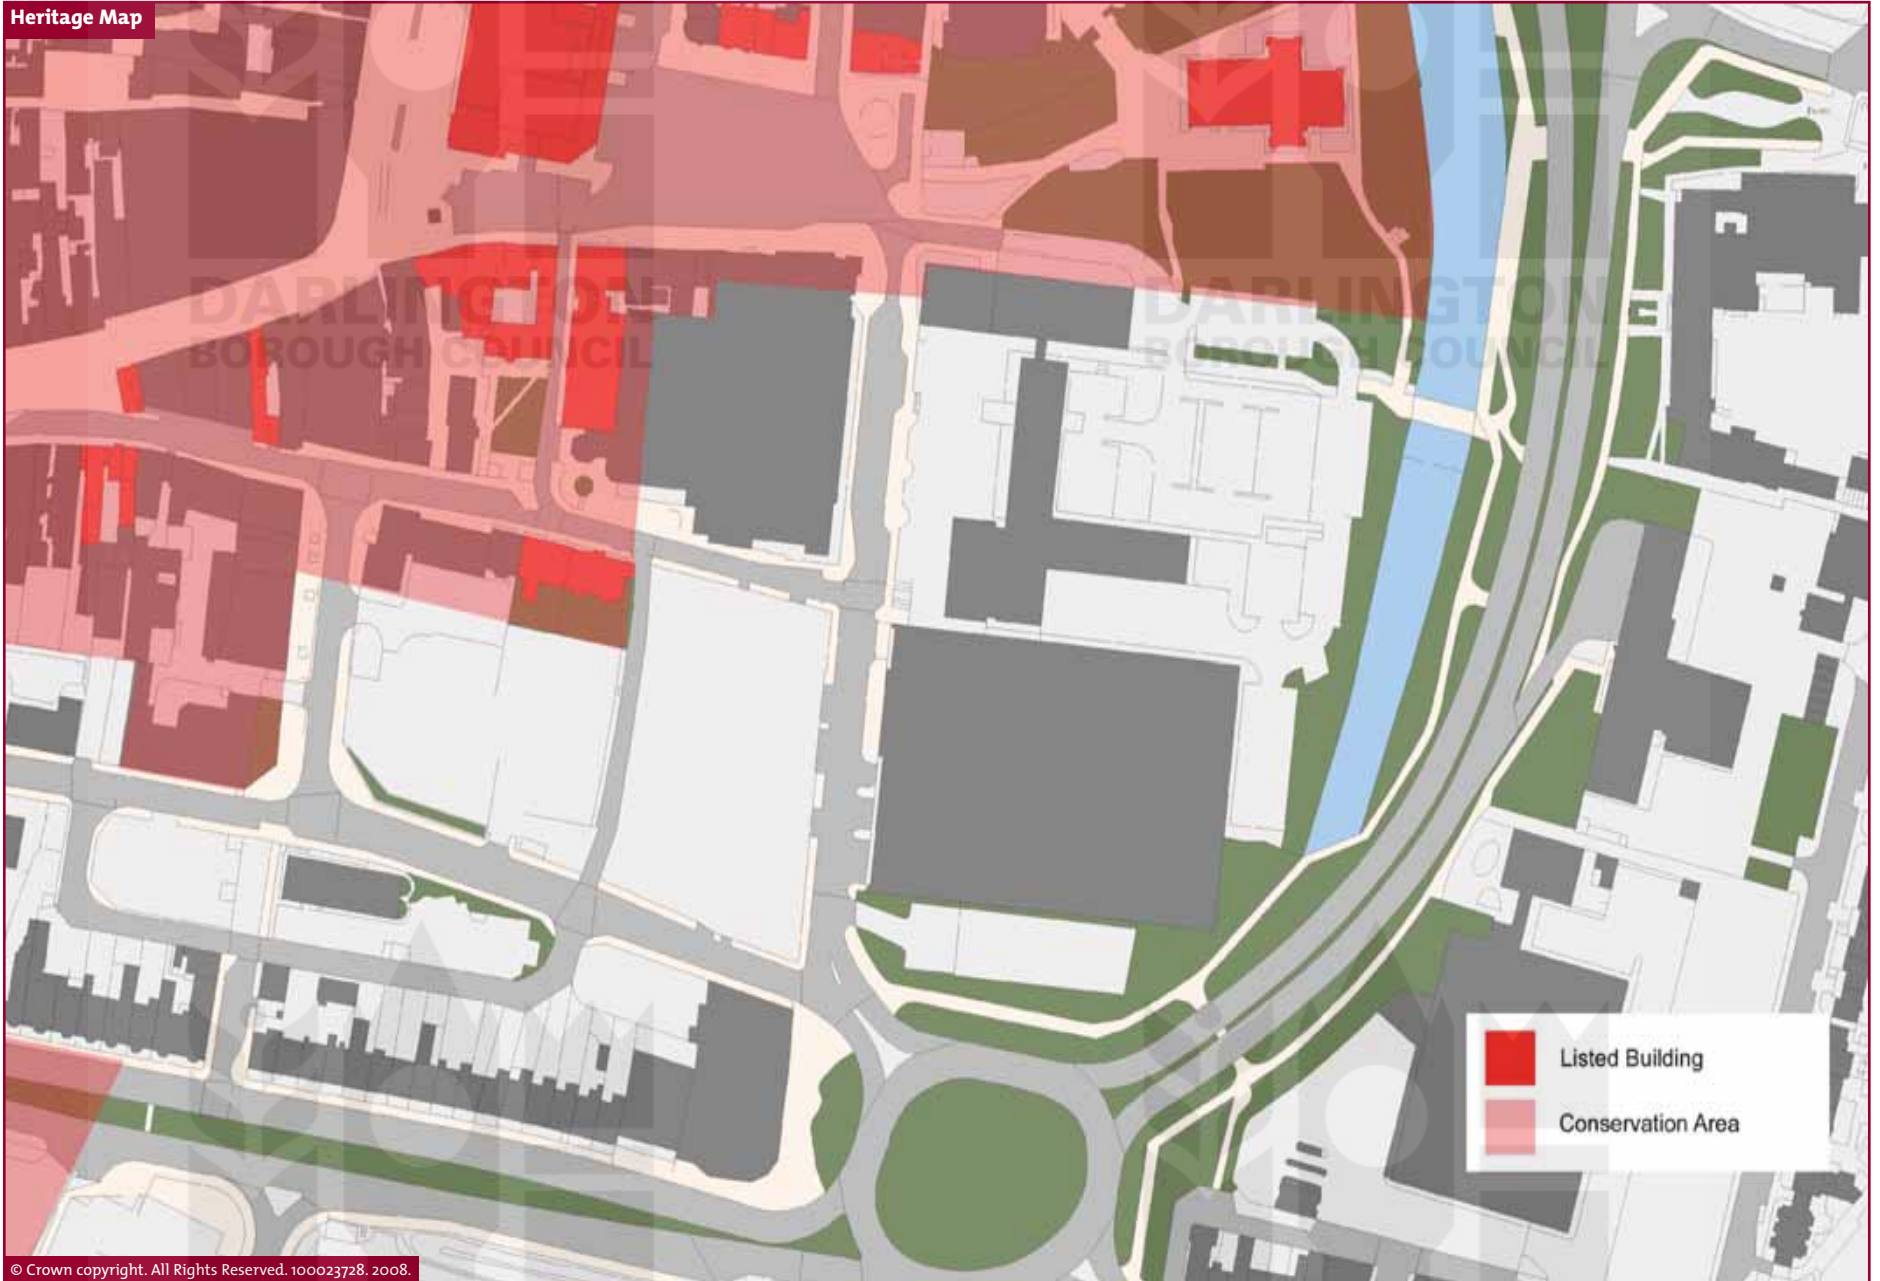 Heritage Map
DARLINGTON
BOROUGH COUNCIL
DARLINGTON
BOROUGH COUNCIL
Listed Building
Conservation Area
© Crown copyright. All Rights Reserved. 100023728. 2008.